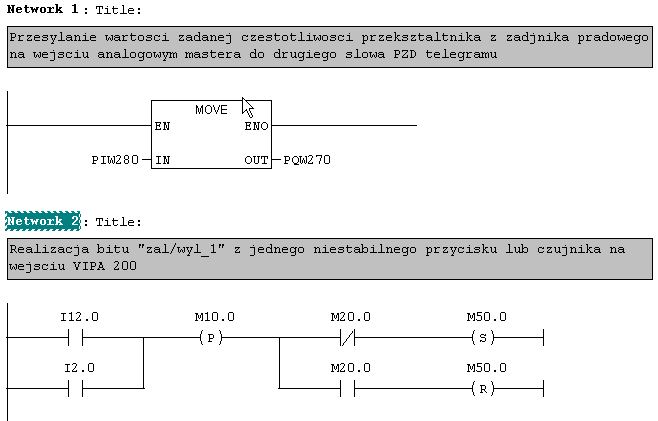 Network 1 : Title:
Przesylanie wartosci zadanej czestotliwosci przeksztaltnika z zadjnika pradowego
na wejsciu analogowym mastera do drugiego slowa PZD telegramu
MOVE
EN ENO
PIW280 IN OUT PQW270
Network 2 : Title:
Realizacja bitu "zal/wyl_1" z jednego niestabilnego przycisku lub czujnika na
wejsciu VIPA 200
I12.0 M10.0 M20.0 M50.0
P S
I2.0 M20.0 M50.0
R